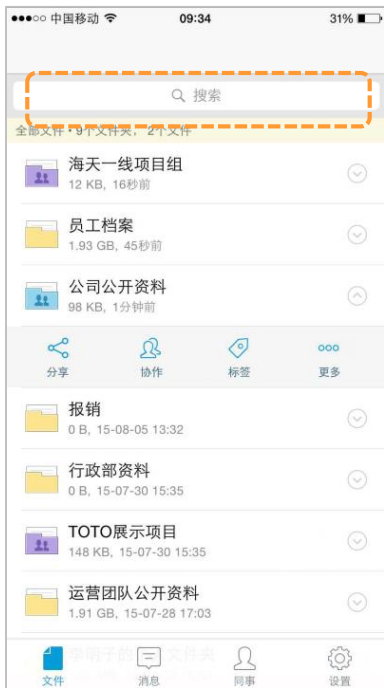 中国移动 09:34 31%
搜索
全部文件·9个文件夹， 2个文件
海天一线项目组
12 KB, 16秒前
员工档案
1.93 GB, 45秒前
公司公开资料
98 KB, 1分钟前
分享 协作 标签 更多
报销
0 B, 15-08-05 13:32
行政部资料
0 B, 15-07-30 15:35
TOTO展示项目
148 KB, 15-07-30 15:35
运营团队公开资料
1.91 GB, 15-07-28 17:03
文件 消息 同事 设置